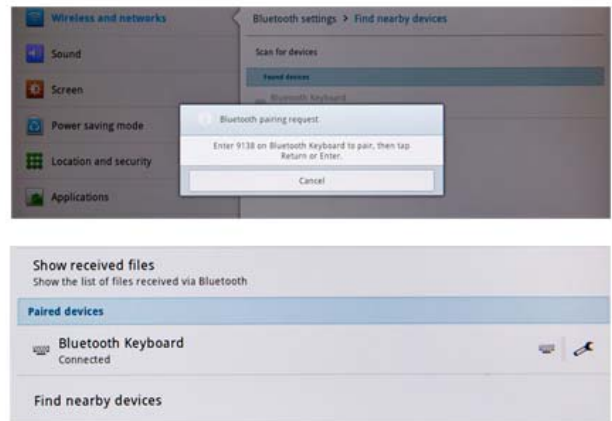 Wireless and networks
Bluetooth settings > Find nearby devices
Sound
Scan for devices
Found devices
Screen
Bluetooth Keyboard
Bluetooth pairing request
Power saving mode
Enter 9138 on Bluetooth Keyboard to pair, then tap
Return or Enter.
Location and security
Cancel
Applications
Show received files
Show the list of files received via Bluetooth
Paired devices
Bluetooth Keyboard
Connected
Find nearby devices